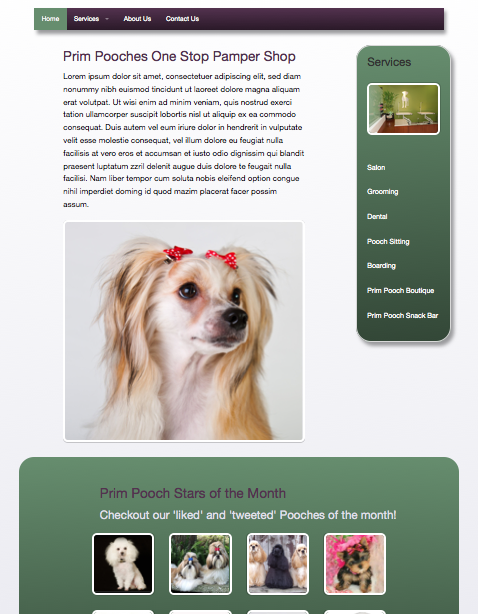 Home Services About Us Contact Us
Prim Pooches One Stop Pamper Shop
Lorem ipsum dolor sit amet, consectetuer adipiscing elit, sed diam
nonummy nibh euismod tincidunt ut laoreet dolore magna aliquam
erat volutpat. Ut wisi enim ad minim veniam, quis nostrud exerci
tation ullamcorper suscipit lobortis nisl ut aliquip ex ea commodo
consequat. Duis autem vel eum iriure dolor in hendrerit in vulputate
velit esse molestie consequat, vel illum dolore eu feugiat nulla
facilisis at vero eros et accumsan et iusto odio dignissim qui blandit
praesent luptatum zzril delenit augue duis dolore te feugait nulla
facilisi. Nam liber tempor cum soluta nobis eleifend option congue
nihil imperdiet doming id quod mazim placerat facer possim
assum.
Services
Salon
Grooming
Dental
Pooch Sitting
Boarding
Prim Pooch Boutique
Prim Pooch Snack Bar
Prim Pooch Stars of the Month
Checkout our 'liked' and 'tweeted' Pooches of the month!